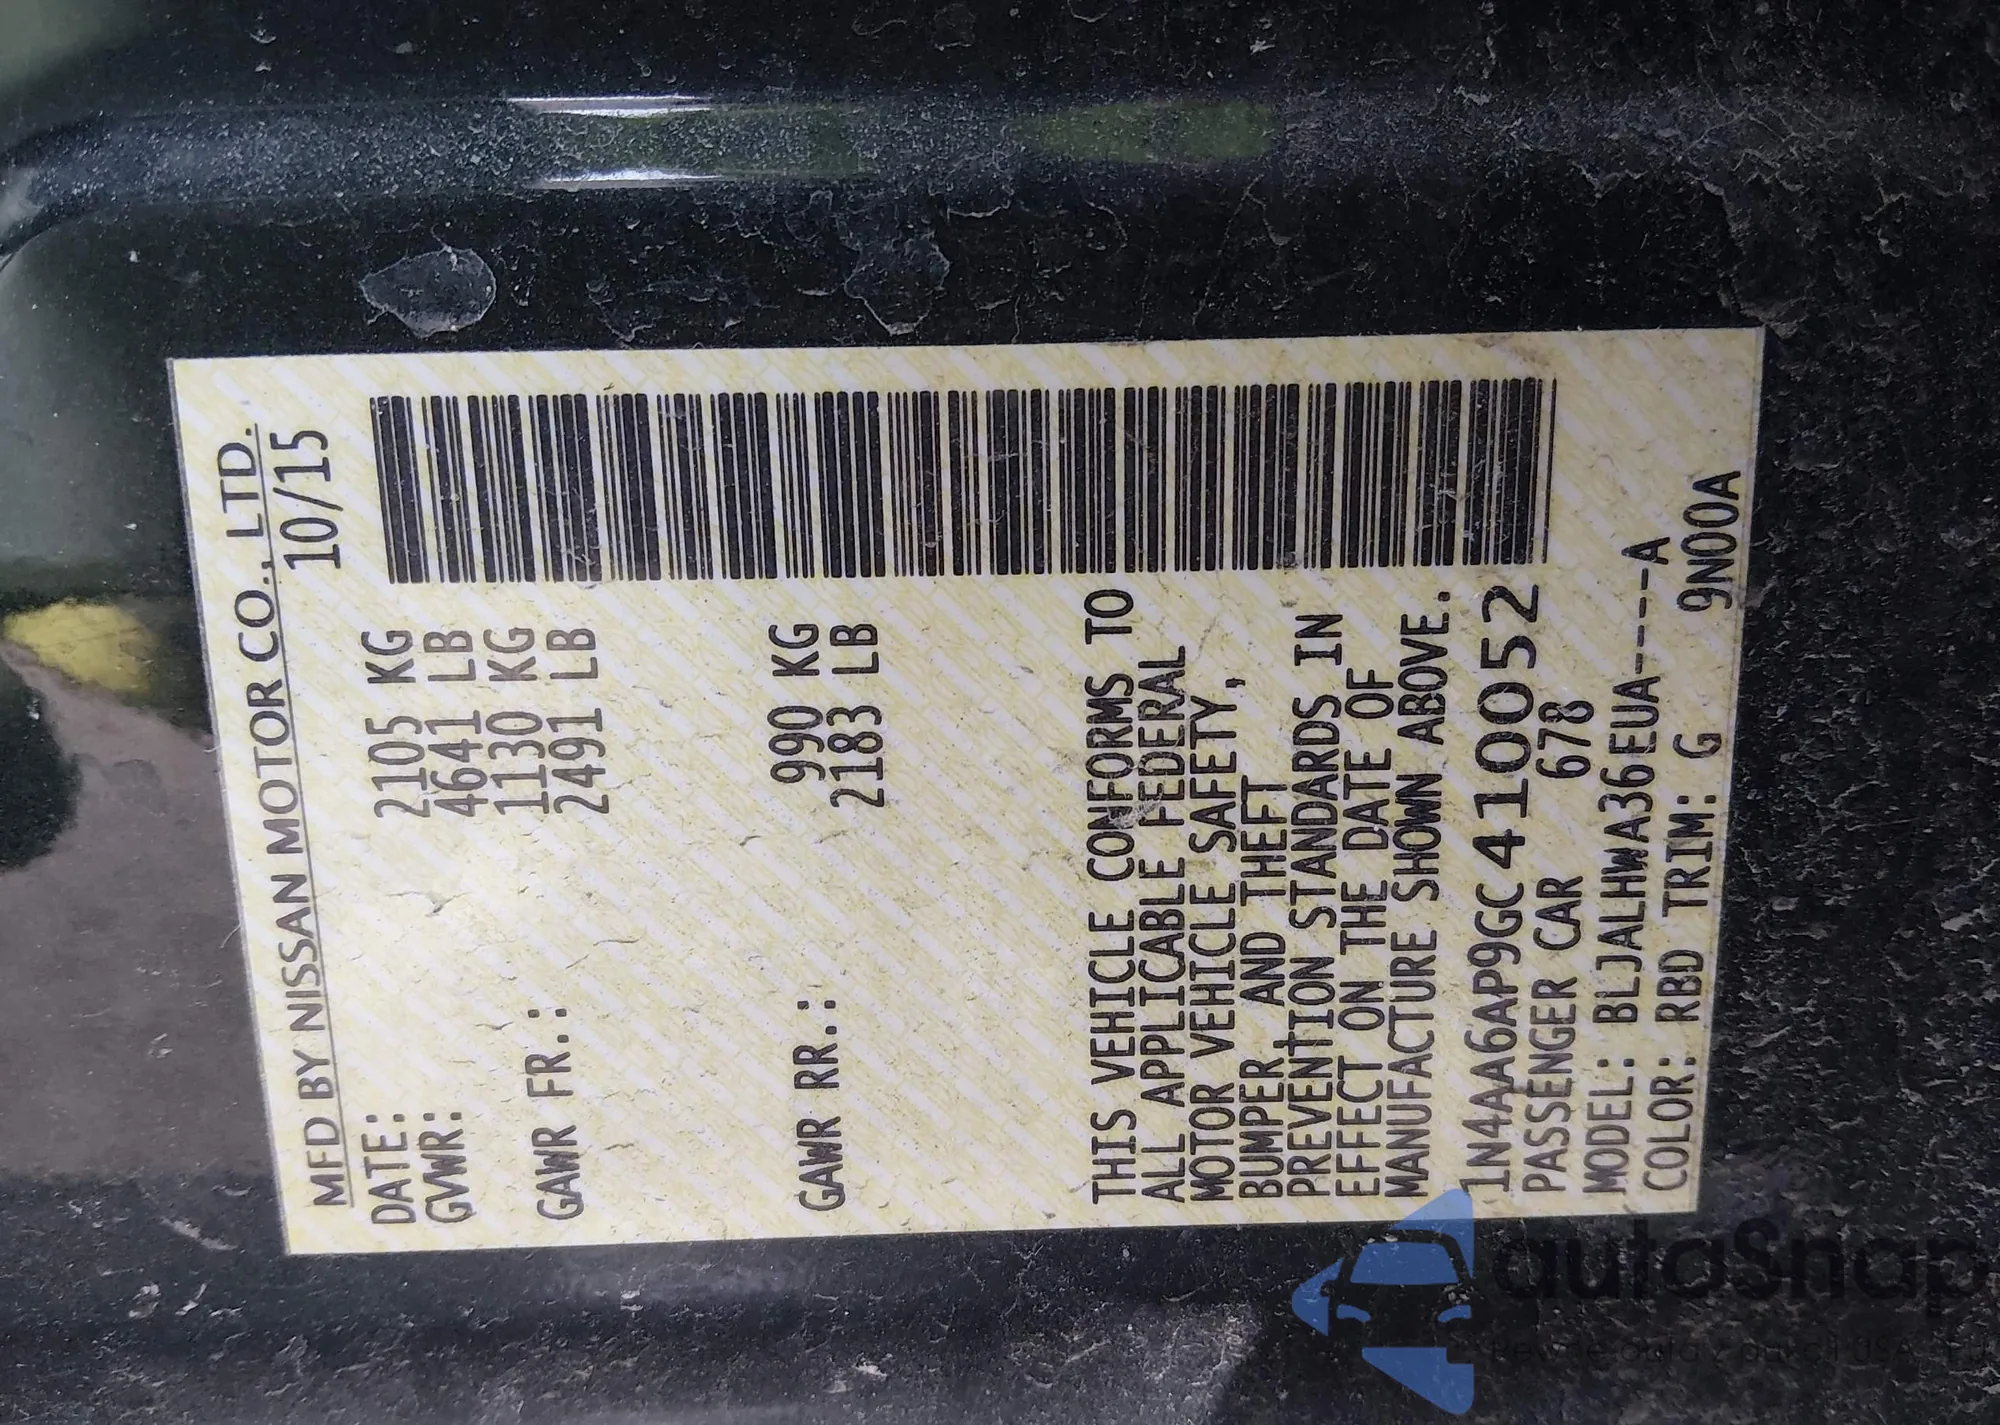 MFD BY NISSAN MOTOR CO., LTD.
DATE: 10/15
GVWR: 2105 KG
4641 LB
GAWR FR.: 1130 KG
2491 LB
GAWR RR.: 990 KG
2183 LB
THIS VEHICLE CONFORMS TO
ALL APPLICABLE FEDERAL
MOTOR VEHICLE SAFETY,
BUMPER AND THEFT
PREVENTION STANDARDS IN
EFFECT ON THE DATE OF
MANUFACTURE SHOWN ABOVE.
1N4AA6AP9GC410052
PASSENGER CAR 678
MODEL: BLJALHWA36EUA----A
COLOR: RBD TRIM: G 9N00A
autoSnap